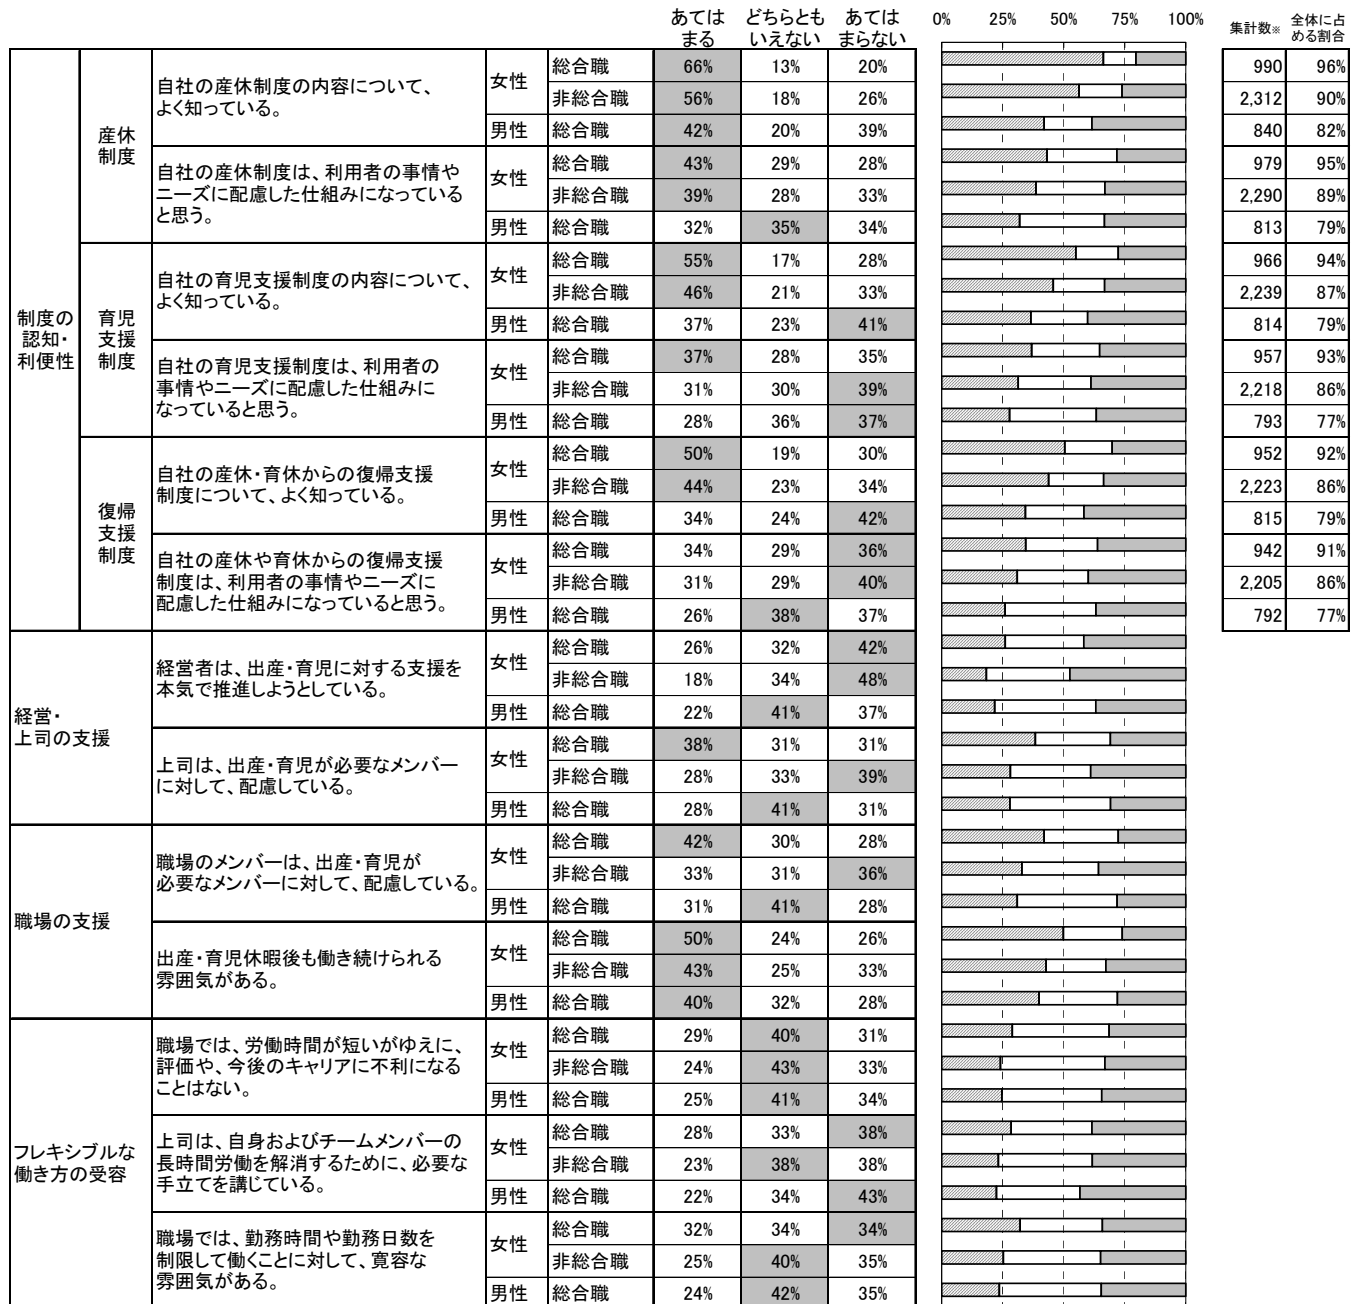 あては どちらとも あては
まる いえない まらない
0% 25% 50% 75% 100%
集計数※ 全体に占
める割合
制度の
認知・
利便性
産休
制度
自社の産休制度の内容について、
よく知っている。
女性 総合職 66% 13% 20% 990 96%
非総合職 56% 18% 26% 2,312 90%
男性 総合職 42% 20% 39% 840 82%
自社の産休制度は、利用者の事情や
ニーズに配慮した仕組みになっている
と思う。
女性 総合職 43% 29% 28% 979 95%
非総合職 39% 28% 33% 2,290 89%
男性 総合職 32% 35% 34% 813 79%
育児
支援
制度
自社の育児支援制度の内容について、
よく知っている。
女性 総合職 55% 17% 28% 966 94%
非総合職 46% 21% 33% 2,239 87%
男性 総合職 37% 23% 41% 814 79%
自社の育児支援制度は、利用者の
事情やニーズに配慮した仕組みに
なっていると思う。
女性 総合職 37% 28% 35% 957 93%
非総合職 31% 30% 39% 2,218 86%
男性 総合職 28% 36% 37% 793 77%
復帰
支援
制度
自社の産休・育休からの復帰支援
制度について、よく知っている。
女性 総合職 50% 19% 30% 952 92%
非総合職 44% 23% 34% 2,223 86%
男性 総合職 34% 24% 42% 815 79%
自社の産休や育休からの復帰支援
制度は、利用者の事情やニーズに
配慮した仕組みになっていると思う。
女性 総合職 34% 29% 36% 942 91%
非総合職 31% 29% 40% 2,205 86%
男性 総合職 26% 38% 37% 792 77%
経営・
上司の支援
経営者は、出産・育児に対する支援を
本気で推進しようとしている。
女性 総合職 26% 32% 42%
非総合職 18% 34% 48%
男性 総合職 22% 41% 37%
上司は、出産・育児が必要なメンバー
に対して、配慮している。
女性 総合職 38% 31% 31%
非総合職 28% 33% 39%
男性 総合職 28% 41% 31%
職場の支援
職場のメンバーは、出産・育児が
必要なメンバーに対して、配慮している。
女性 総合職 42% 30% 28%
非総合職 33% 31% 36%
男性 総合職 31% 41% 28%
出産・育児休暇後も働き続けられる
雰囲気がある。
女性 総合職 50% 24% 26%
非総合職 43% 25% 33%
男性 総合職 40% 32% 28%
フレキシブルな
働き方の受容
職場では、労働時間が短いがゆえに、
評価や、今後のキャリアに不利になる
ことはない。
女性 総合職 29% 40% 31%
非総合職 24% 43% 33%
男性 総合職 25% 41% 34%
上司は、自身およびチームメンバーの
長時間労働を解消するために、必要な
手立てを講じている。
女性 総合職 28% 33% 38%
非総合職 23% 38% 38%
男性 総合職 22% 34% 43%
職場では、勤務時間や勤務日数を
制限して働くことに対して、寛容な
雰囲気がある。
女性 総合職 32% 34% 34%
非総合職 25% 40% 35%
男性 総合職 24% 42% 35%